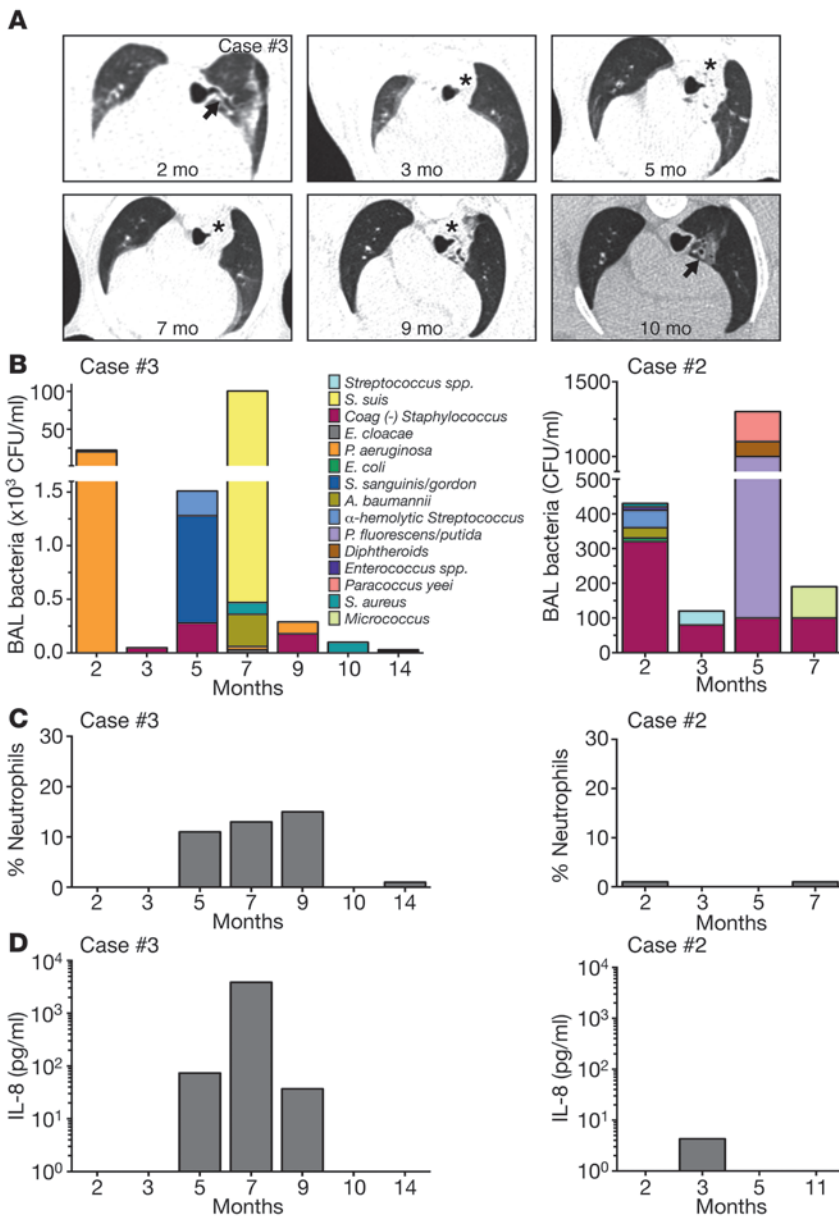 A
Case #3
*
*
2 mo
3 mo
5 mo
*
*
7 mo
9 mo
10 mo
B
Case #3
Case #2
BAL bacteria (x10³ CFU/ml)
100
50
1.5
1.0
0.5
0.0
2 3 5 7 9 10 14
Months
Streptococcus spp.
S. suis
Coag (-) Staphylococcus
E. cloacae
P. aeruginosa
E. coli
S. sanguinis/gordon
A. baumannii
α-hemolytic Streptococcus
P. fluorescens/putida
Diphtheroids
Enterococcus spp.
Paracoccus yeei
S. aureus
Micrococcus
BAL bacteria (CFU/ml)
1500
1000
500
400
300
200
100
0
2 3 5 7
Months
C
Case #3
Case #2
% Neutrophils
30
20
10
0
2 3 5 7 9 10 14
Months
% Neutrophils
30
20
10
0
2 3 5 7
Months
D
Case #3
Case #2
IL-8 (pg/ml)
10⁴
10³
10²
10¹
10⁰
2 3 5 7 9 10 14
Months
IL-8 (pg/ml)
10⁴
10³
10²
10¹
10⁰
2 3 5 11
Months